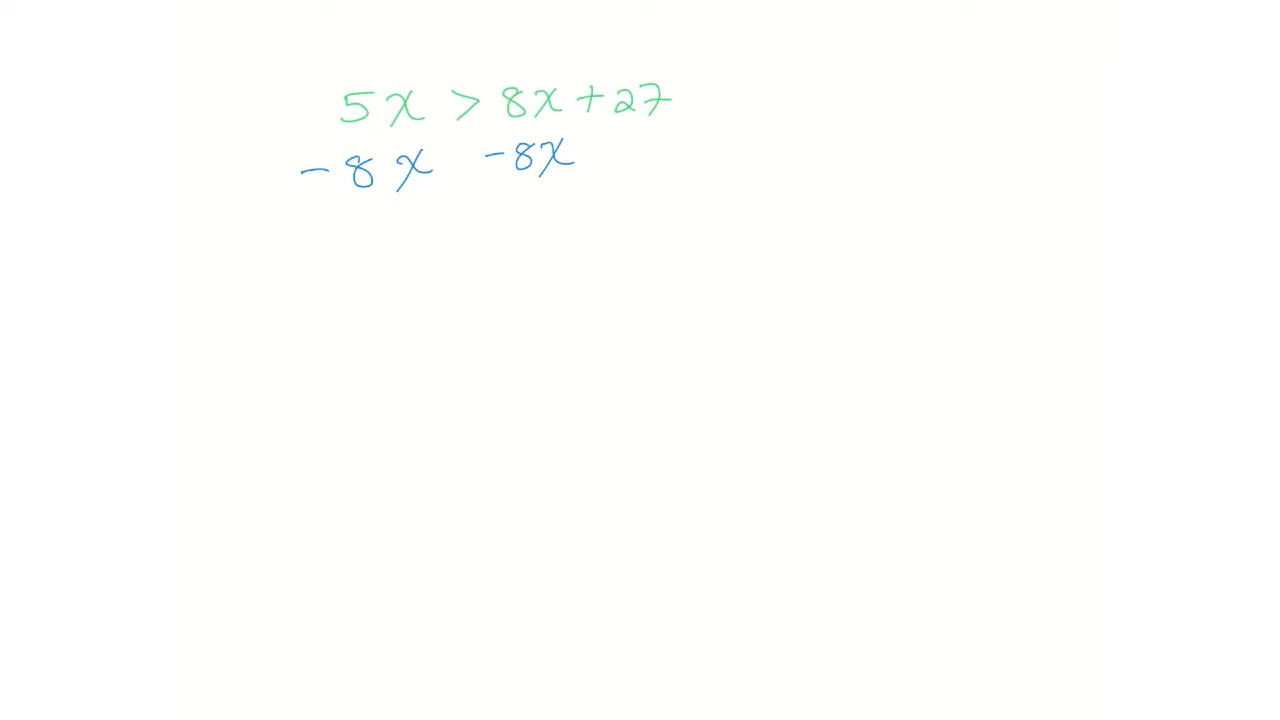 5x > 8x + 27
- 8x - 8x